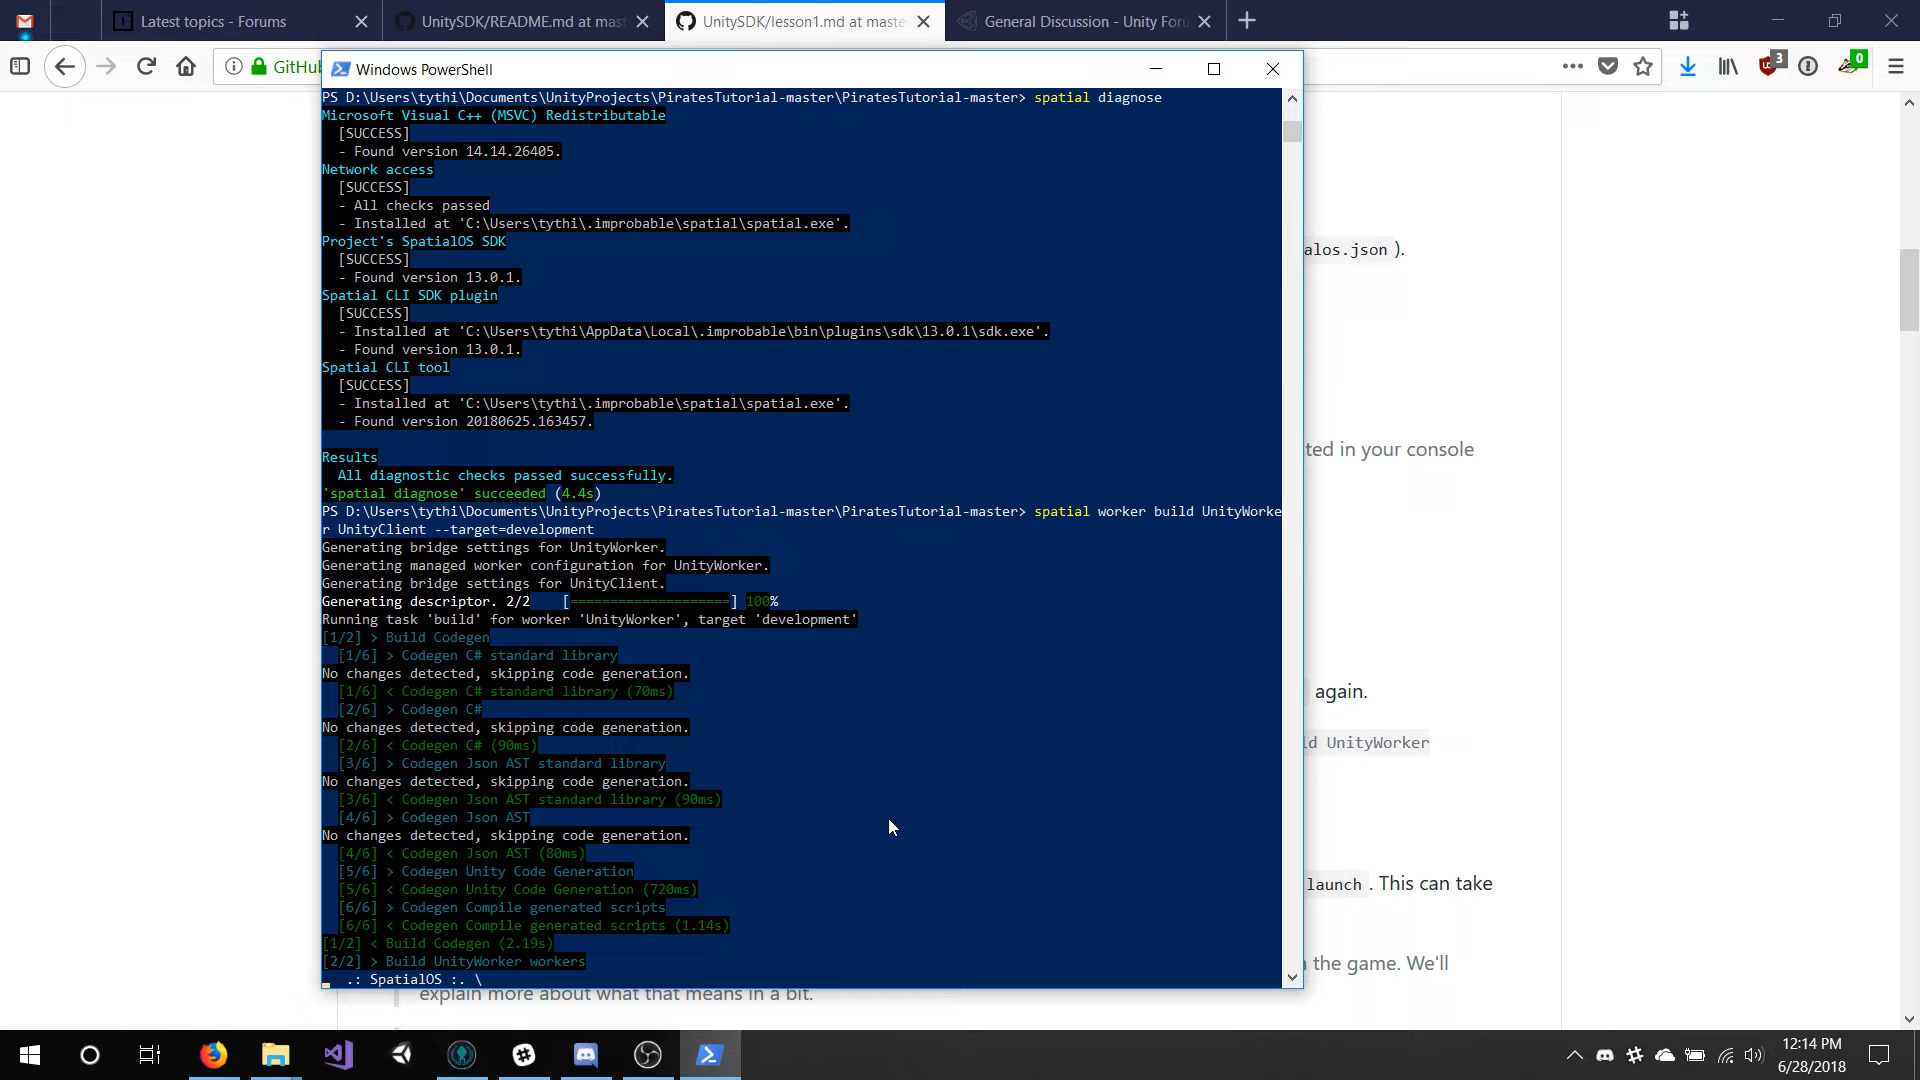 Latest topics - Forums
UnitySDK/README.md at mas
UnitySDK/lesson1.md at maste
General Discussion - Unity Foru
GitHu
3
0
Windows PowerShell
PS D:\Users\tythi\Documents\UnityProjects\PiratesTutorial-master\PiratesTutorial-master> spatial diagnose
Microsoft Visual C++ (MSVC) Redistributable
[SUCCESS]
- Found version 14.14.26405.
Network access
[SUCCESS]
- All checks passed
- Installed at 'C:\Users\tythi\.improbable\spatial\spatial.exe'.
Project's SpatialOS SDK
[SUCCESS]
- Found version 13.0.1.
Spatial CLI SDK plugin
[SUCCESS]
- Installed at 'C:\Users\tythi\AppData\Local\.improbable\bin\plugins\sdk\13.0.1\sdk.exe'.
- Found version 13.0.1.
Spatial CLI tool
[SUCCESS]
- Installed at 'C:\Users\tythi\.improbable\spatial\spatial.exe'.
- Found version 20180625.163457.
Results
All diagnostic checks passed successfully.
'spatial diagnose' succeeded (4.4s)
PS D:\Users\tythi\Documents\UnityProjects\PiratesTutorial-master\PiratesTutorial-master> spatial worker build UnityWorke
r UnityClient --target=development
Generating bridge settings for UnityWorker.
Generating managed worker configuration for UnityWorker.
Generating bridge settings for UnityClient.
Generating descriptor. 2/2 [====================] 100%
Running task 'build' for worker 'UnityWorker', target 'development'
[1/2] > Build Codegen
[1/6] > Codegen C# standard library
No changes detected, skipping code generation.
[1/6] < Codegen C# standard library (70ms)
[2/6] > Codegen C#
No changes detected, skipping code generation.
[2/6] < Codegen C# (90ms)
[3/6] > Codegen Json AST standard library
No changes detected, skipping code generation.
[3/6] < Codegen Json AST standard library (90ms)
[4/6] > Codegen Json AST
No changes detected, skipping code generation.
[4/6] < Codegen Json AST (80ms)
[5/6] > Codegen Unity Code Generation
[5/6] < Codegen Unity Code Generation (720ms)
[6/6] > Codegen Compile generated scripts
[6/6] < Codegen Compile generated scripts (1.14s)
[1/2] < Build Codegen (2.19s)
[2/2] > Build UnityWorker workers
.: SpatialOS :. \
alos.json ).
ted in your console
again.
ld UnityWorker
launch . This can take
n the game. We'll
explain more about what that means in a bit.
12:14 PM
6/28/2018